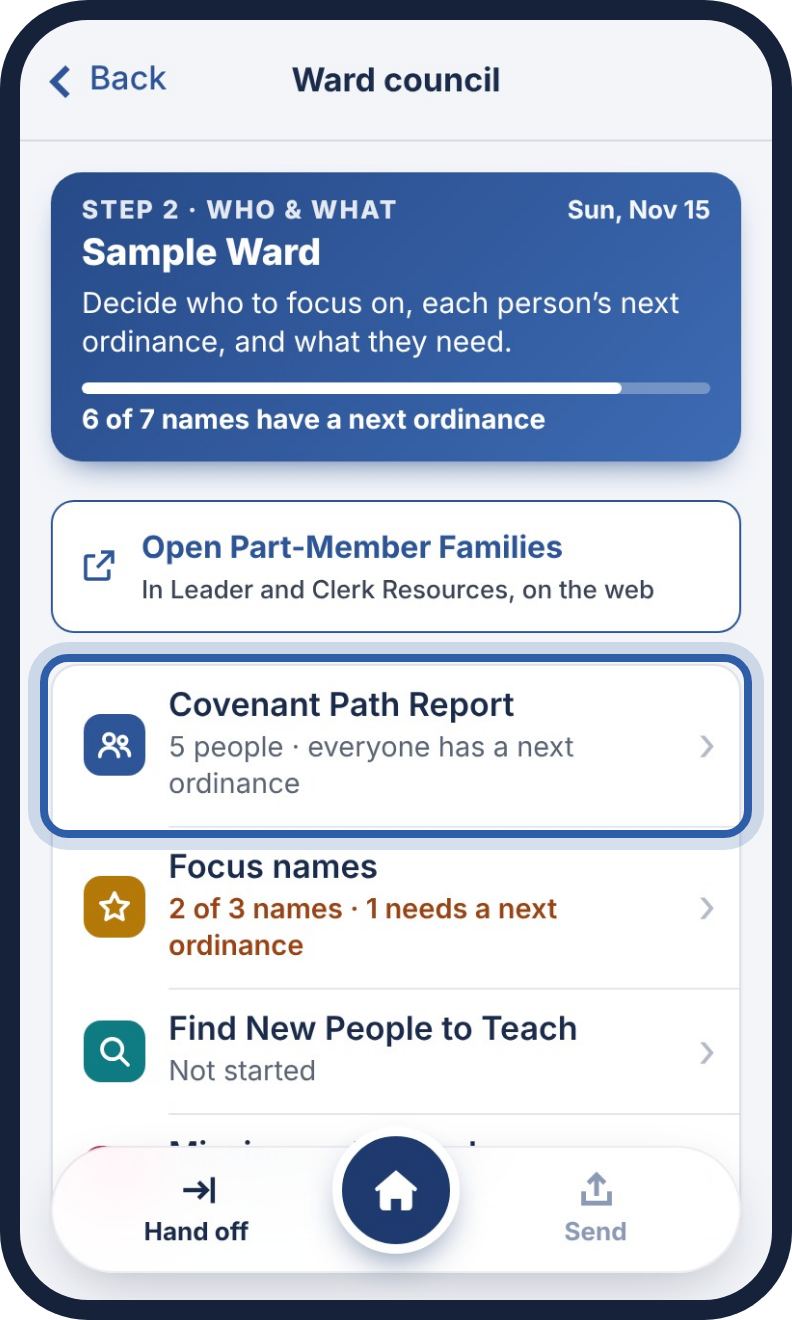 Back
Ward council
STEP 2 · WHO & WHAT
Sun, Nov 15
Sample Ward
Decide who to focus on, each person’s next
ordinance, and what they need.
6 of 7 names have a next ordinance
Open Part-Member Families
In Leader and Clerk Resources, on the web
Covenant Path Report
5 people · everyone has a next
ordinance
Focus names
2 of 3 names · 1 needs a next
ordinance
Find New People to Teach
Not started
Hand off
Send